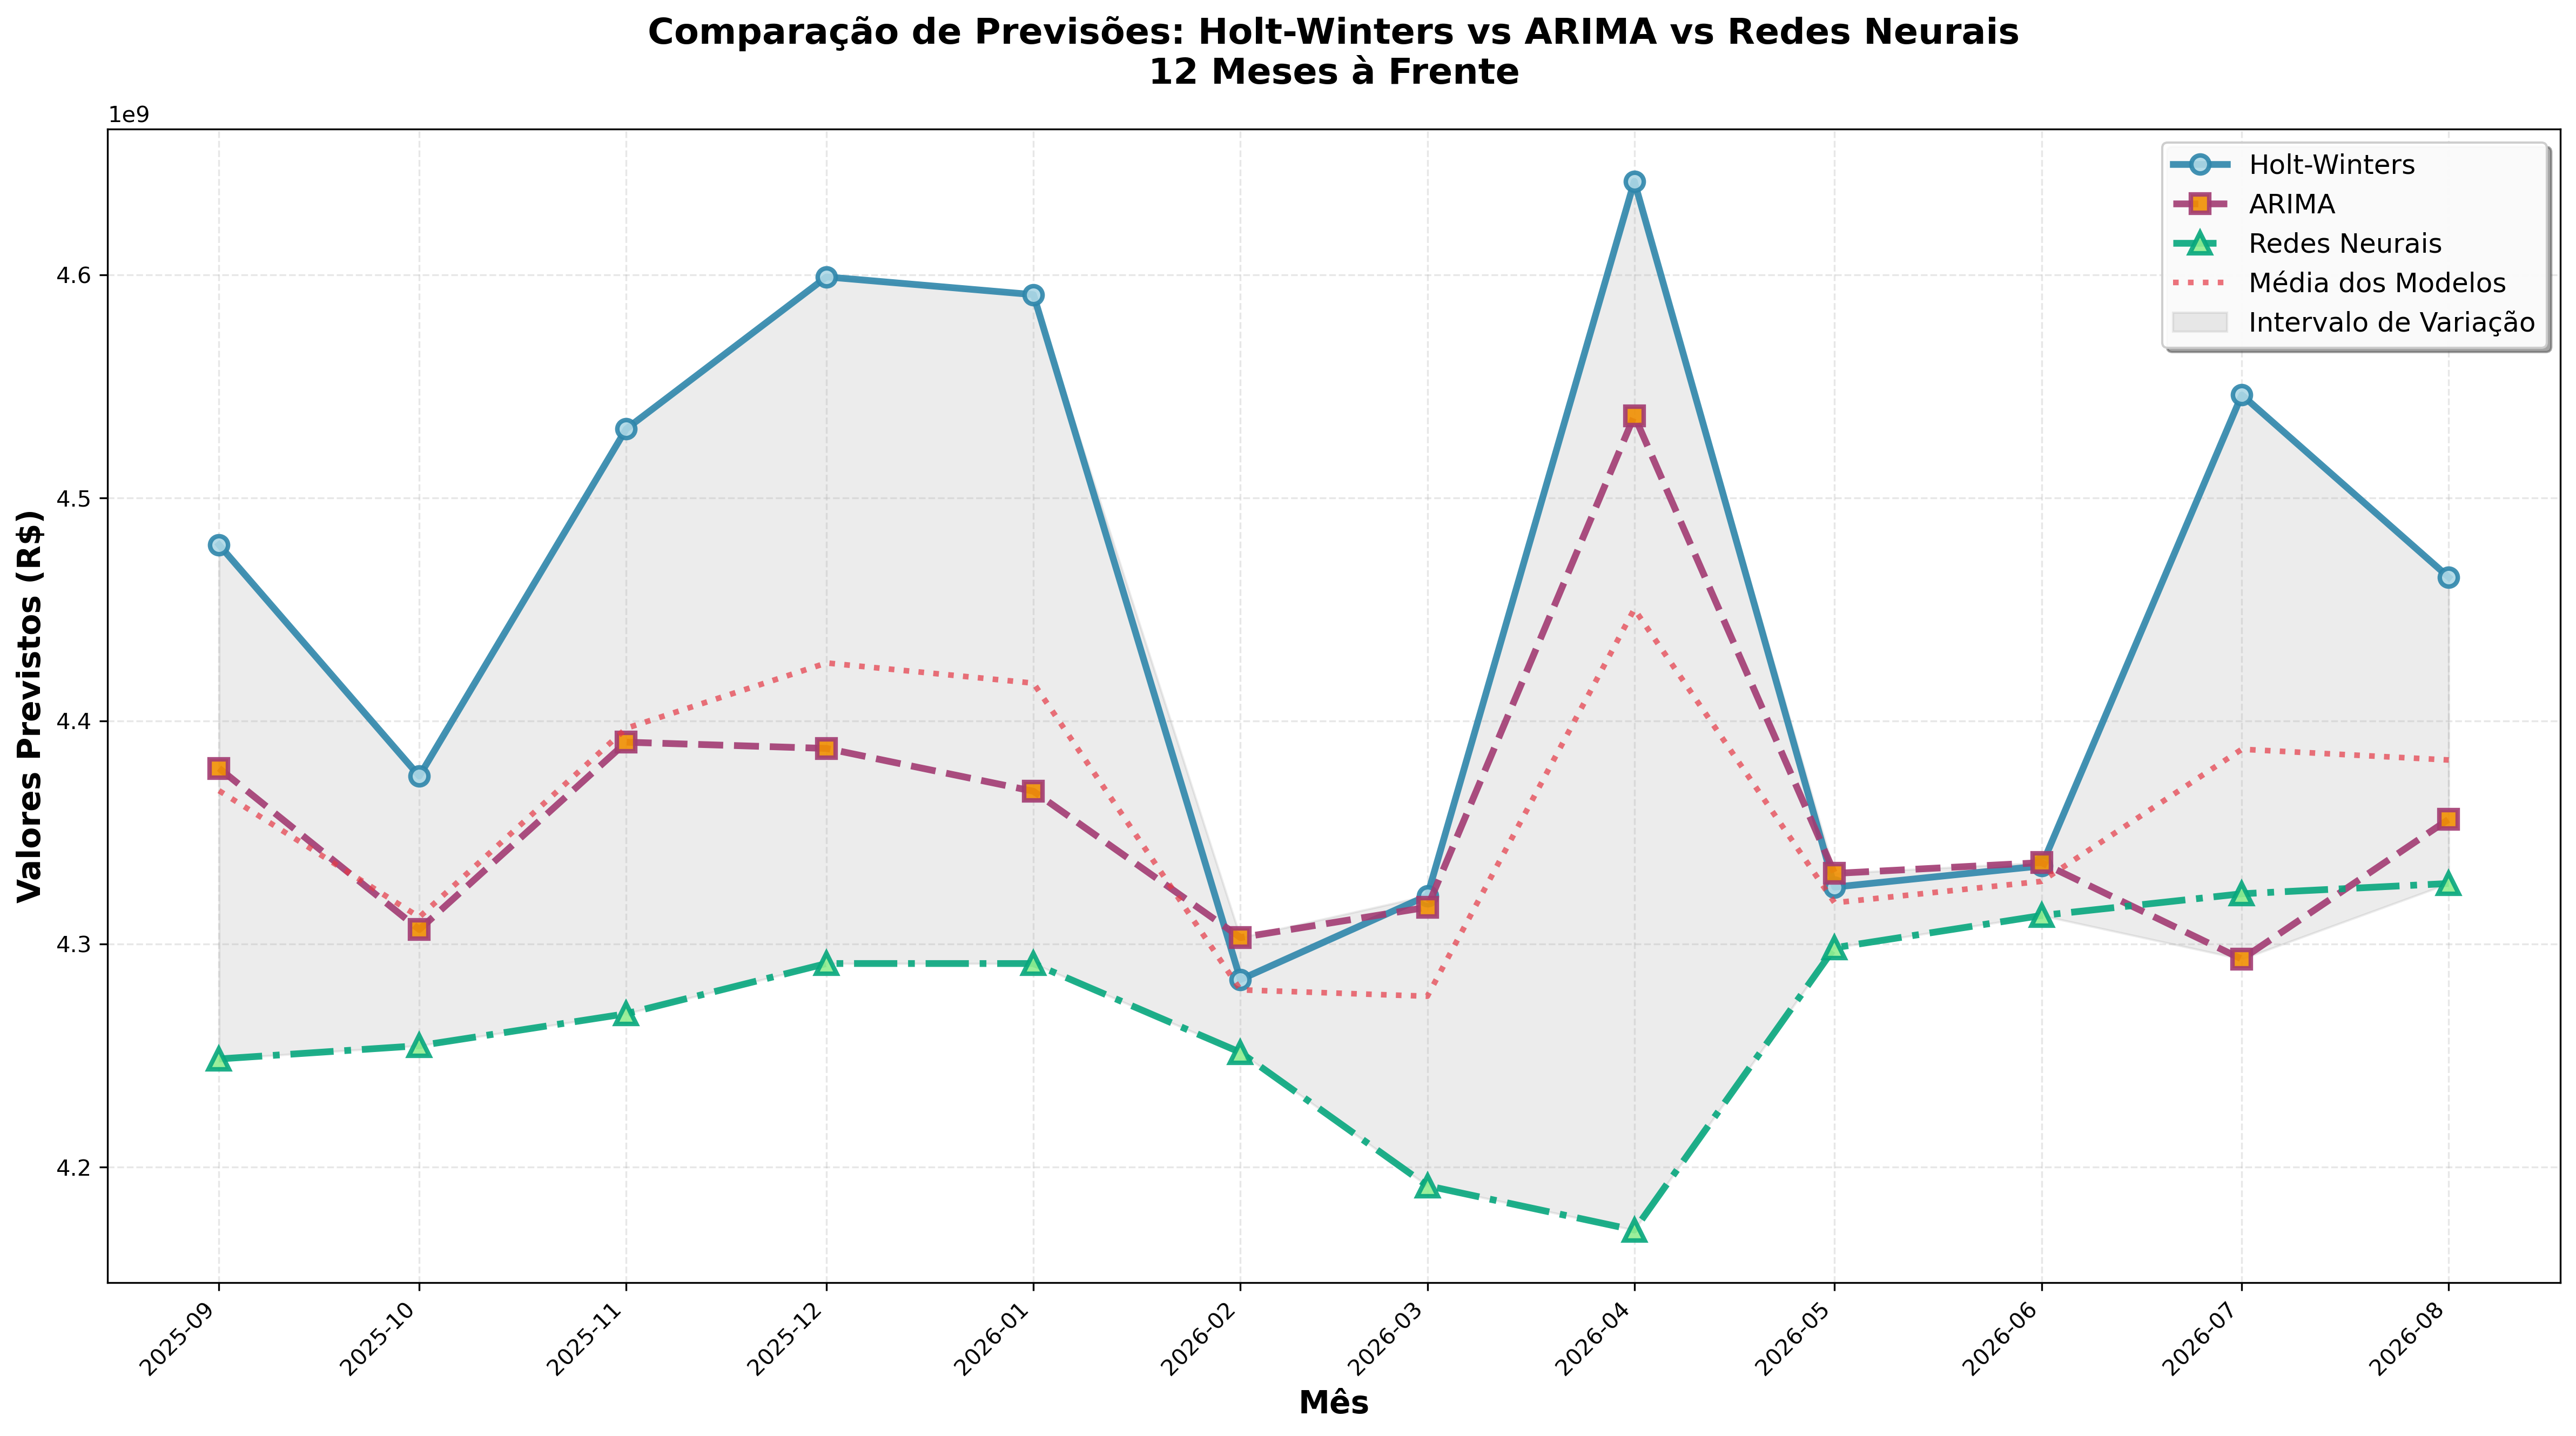 Comparação de Previsões: Holt-Winters vs ARIMA vs Redes Neurais
12 Meses à Frente
1e9
Holt-Winters
ARIMA
Redes Neurais
Média dos Modelos
Intervalo de Variação
Valores Previstos (R$)
4.6
4.5
4.4
4.3
4.2
2025-09
2025-10
2025-11
2025-12
2026-01
2026-02
2026-03
2026-04
2026-05
2026-06
2026-07
2026-08
Mês